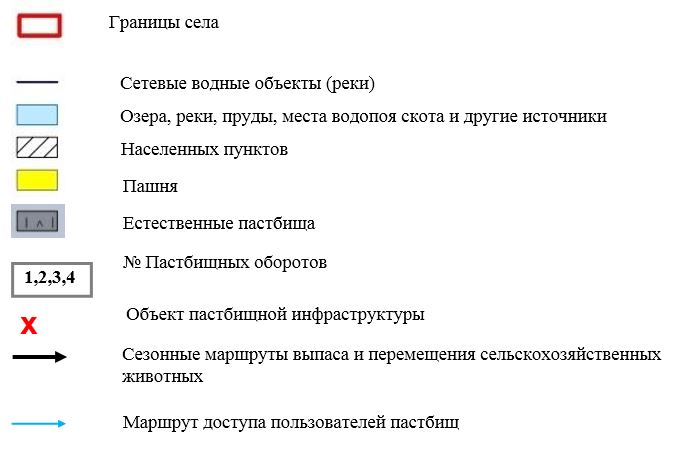 Границы села
Сетевые водные объекты (реки)
Озера, реки, пруды, места водопоя скота и другие источники
Населенных пунктов
Пашня
Естественные пастбища
№ Пастбищных оборотов
1,2,3,4
Объект пастбищной инфраструктуры
X
Сезонные маршруты выпаса и перемещения сельскохозяйственных
животных
Маршрут доступа пользователей пастбищ